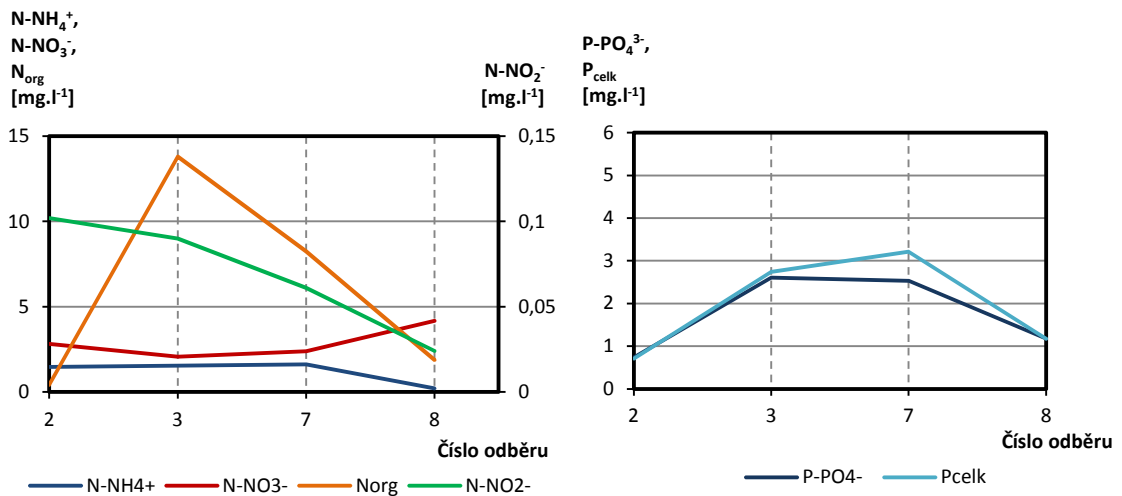 N-NH₄⁺,
N-NO₃⁻,
N_org
[mg.l⁻¹]
N-NO₂⁻
[mg.l⁻¹]
15
10
5
0
0,15
0,1
0,05
0
2 3 7 8
Číslo odběru
N-NH4+ N-NO3- Norg N-NO2-
P-PO₄³⁻,
P_celk
[mg.l⁻¹]
6
5
4
3
2
1
0
2 3 7 8
Číslo odběru
P-PO4- Pcelk